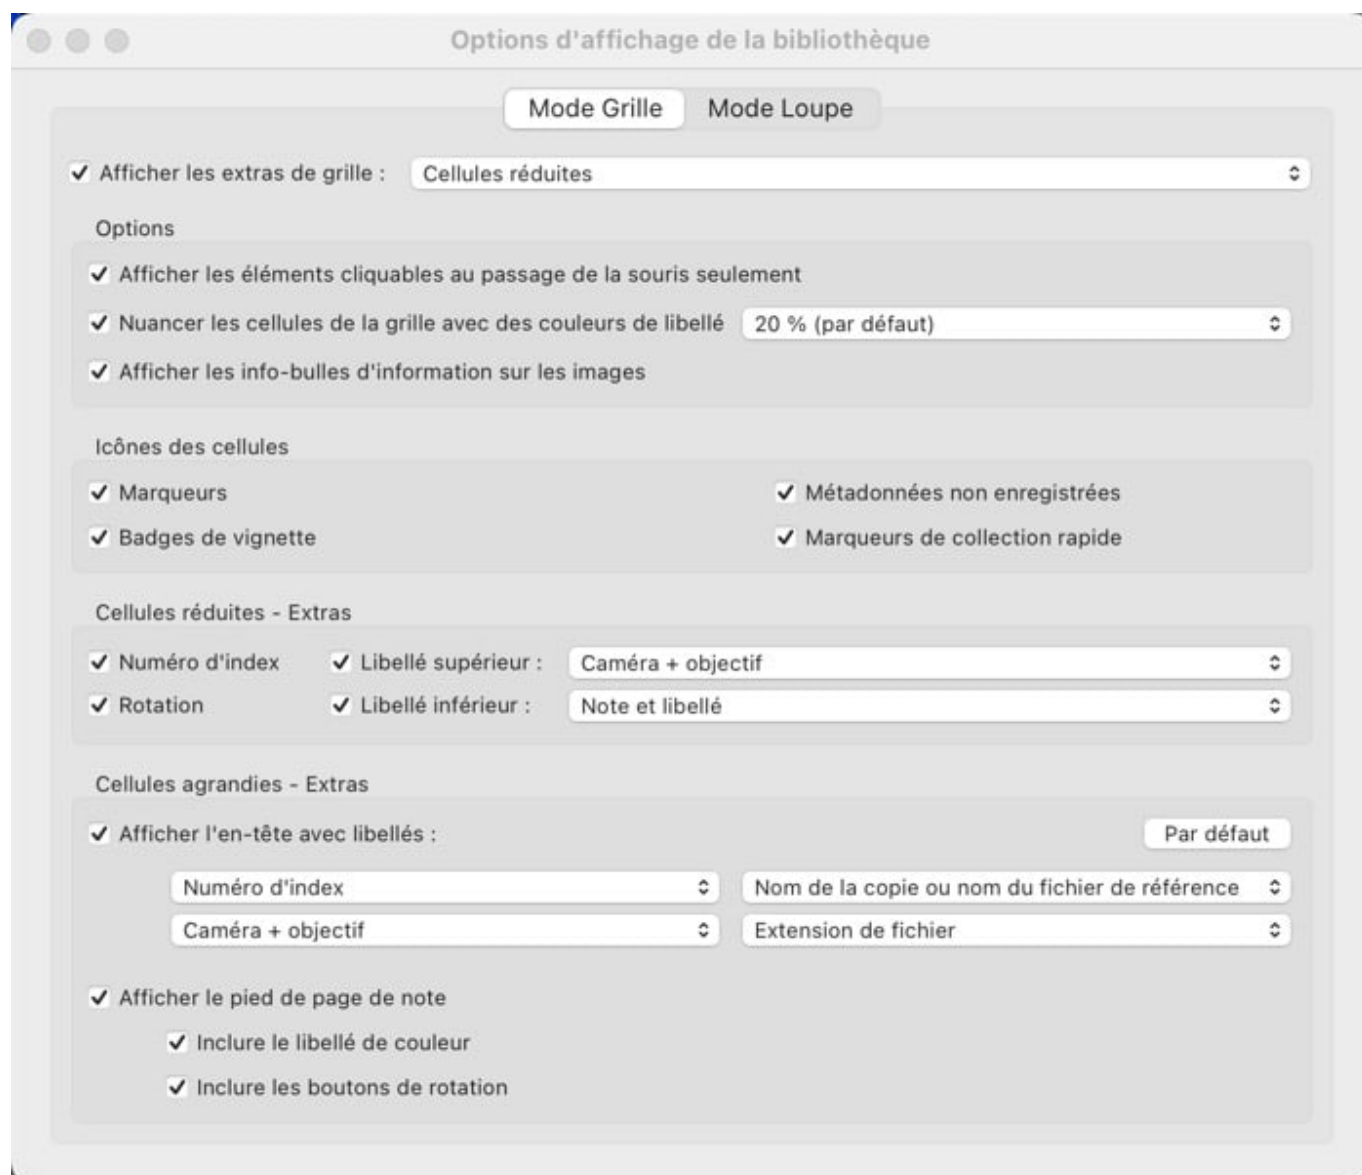 Options d'affichage de la bibliothèque
Mode Grille Mode Loupe
Afficher les extras de grille : Cellules réduites
Options
Afficher les éléments cliquables au passage de la souris seulement
Nuancer les cellules de la grille avec des couleurs de libellé 20 % (par défaut)
Afficher les info-bulles d'information sur les images
Icônes des cellules
Marqueurs Métadonnées non enregistrées
Badges de vignette Marqueurs de collection rapide
Cellules réduites - Extras
Numéro d'index Libellé supérieur : Caméra + objectif
Rotation Libellé inférieur : Note et libellé
Cellules agrandies - Extras
Afficher l'en-tête avec libellés : Par défaut
Numéro d'index Nom de la copie ou nom du fichier de référence
Caméra + objectif Extension de fichier
Afficher le pied de page de note
Inclure le libellé de couleur
Inclure les boutons de rotation